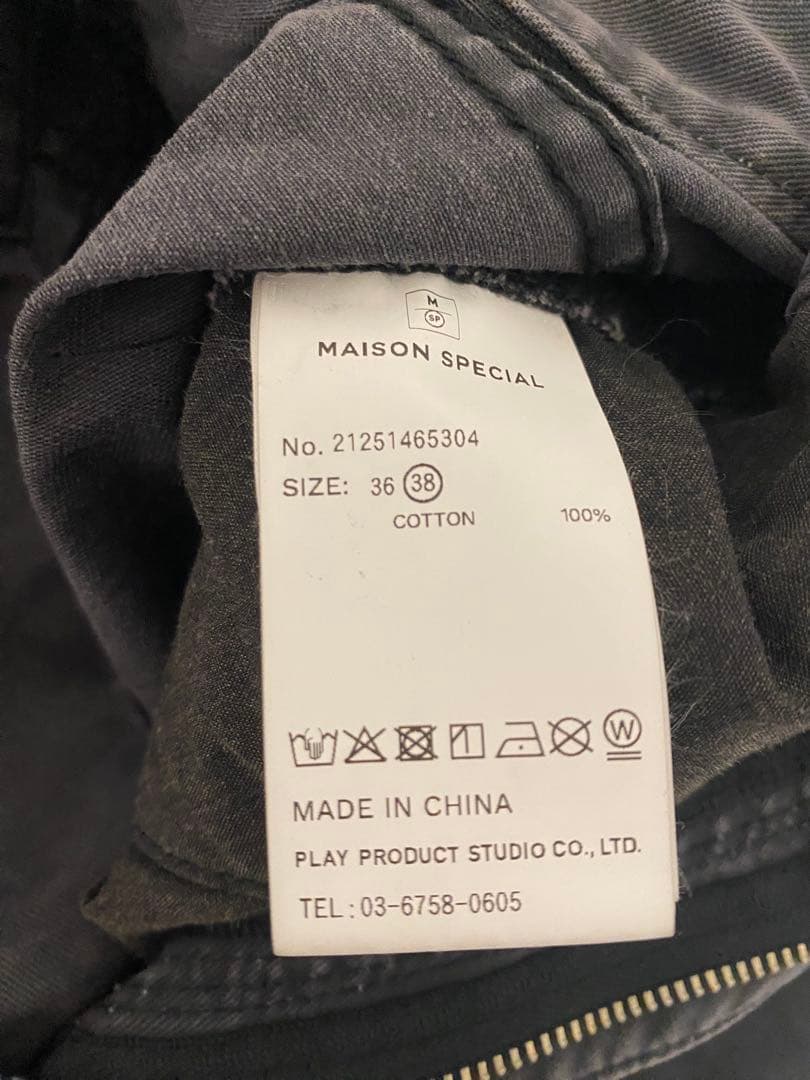 M
SP
MAISON SPECIAL
No. 21251465304
SIZE: 36 38
COTTON 100%
W
MADE IN CHINA
PLAY PRODUCT STUDIO CO., LTD.
TEL : 03-6758-0605